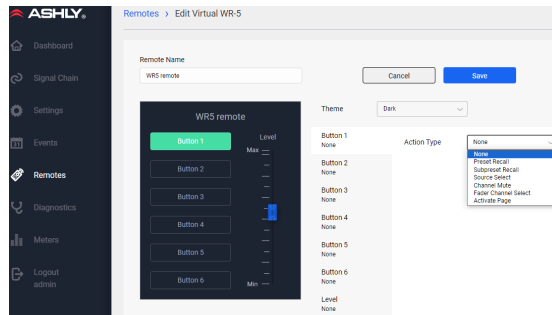 ASHLY®
Remotes > Edit Virtual WR-5
Dashboard
Signal Chain
Settings
Events
Remotes
Diagnostics
Meters
Logout
admin
Remote Name
WR5 remote
Cancel
Save
WR5 remote
Level
Max
Min
Button 1
Button 2
Button 3
Button 4
Button 5
Button 6
Theme
Dark
Button 1
None
Action Type
None
None
Preset Recall
Subpreset Recall
Source Select
Channel Mute
Fader Channel Select
Activate Page
Button 2
None
Button 3
None
Button 4
None
Button 5
None
Button 6
None
Level
None